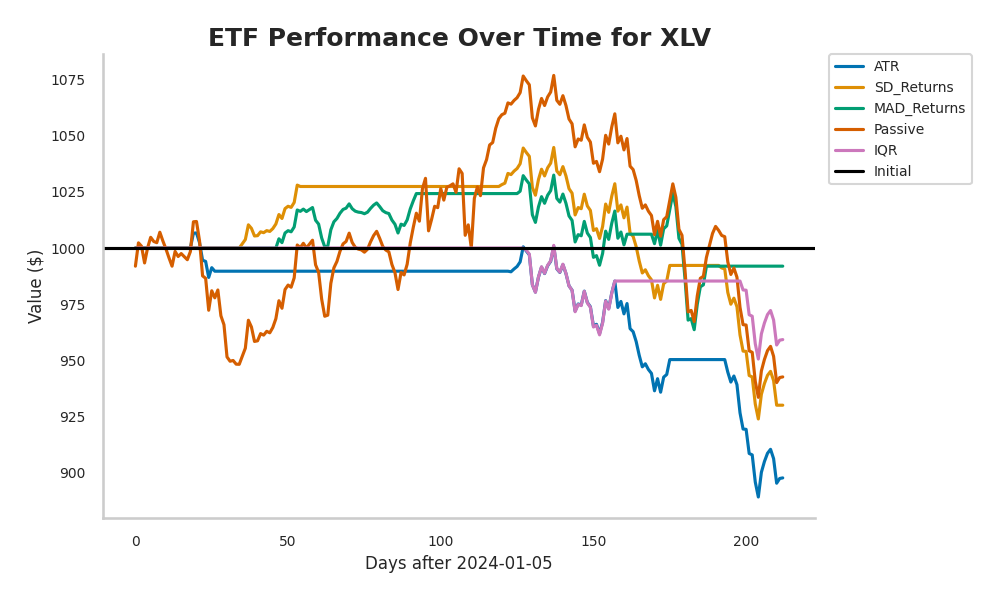 ETF Performance Over Time for XLV
1075
1050
1025
1000
975
950
925
900
Value ($)
0
50
100
150
200
Days after 2024-01-05
ATR
SD_Returns
MAD_Returns
Passive
IQR
Initial